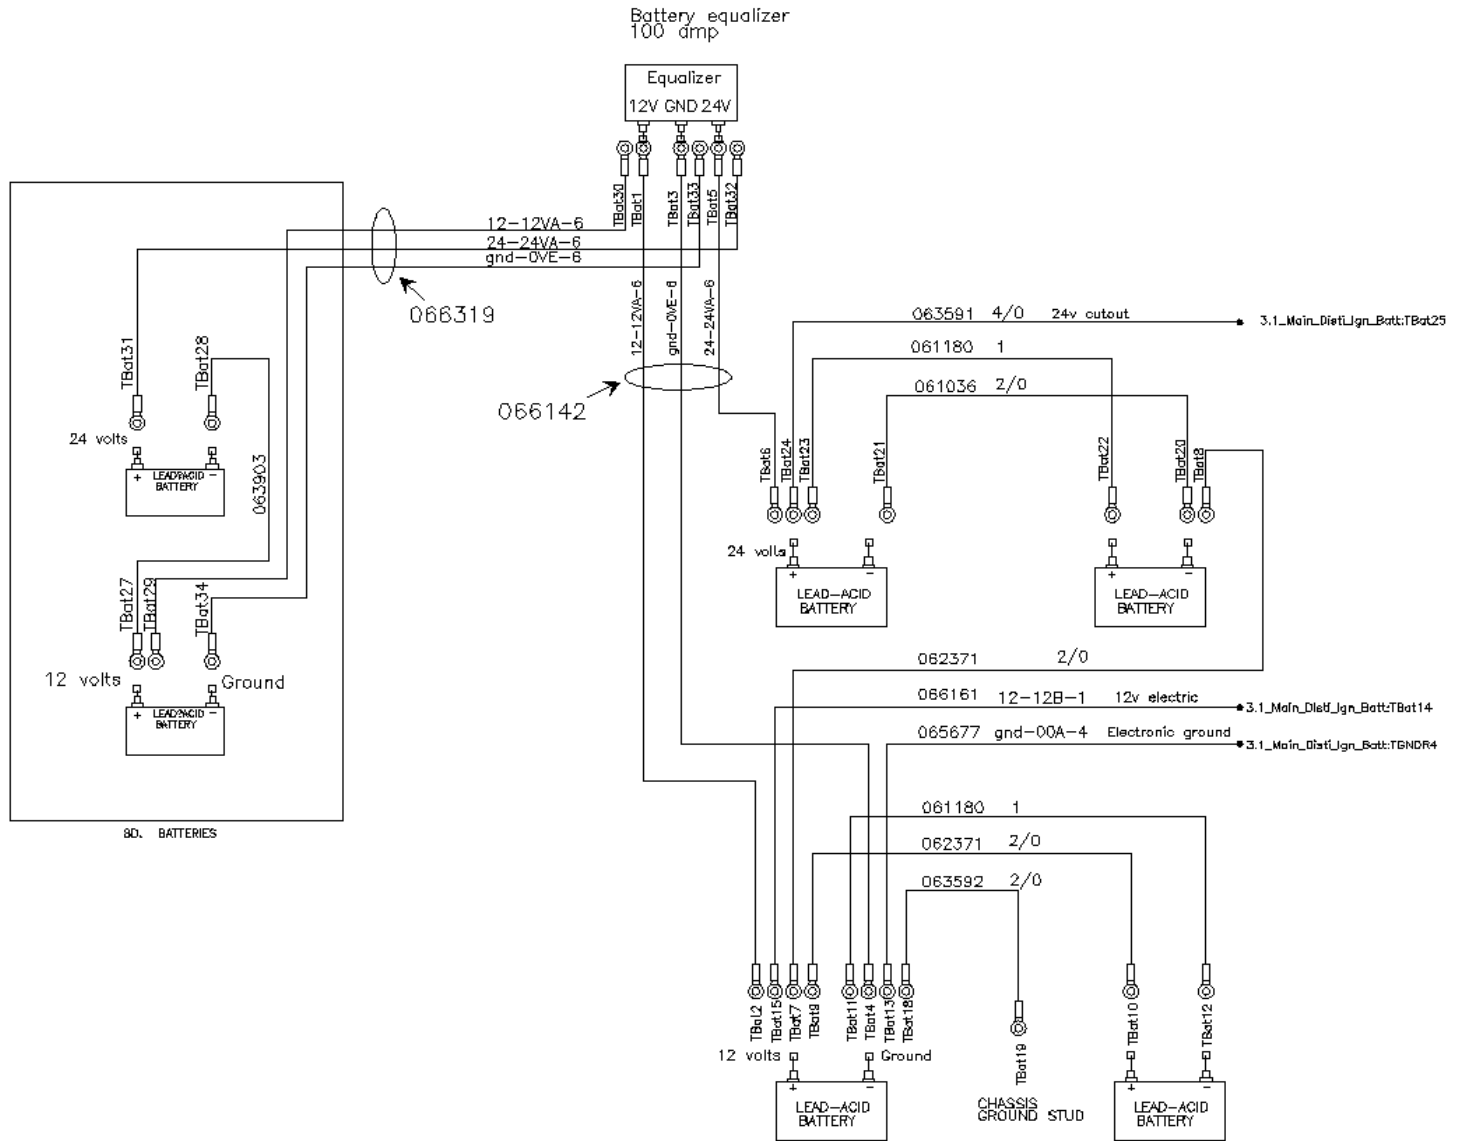 Battery equalizer
100 amp
Equalizer
12V GND 24V
TBat30
TBat1
TBat3
TBat33
TBat5
TBat32
12-12VA-6
24-24VA-6
gnd-0VE-6
066319
12-12VA-6
gnd-0VE-6
24-24VA-6
066142
TBat31
TBat28
24 volts
+ LEAD?ACID -
BATTERY
063903
TBat27
TBat29
TBat34
12 volts
Ground
+ LEAD?ACID -
BATTERY
BD. BATTERIES
063591 4/0 24v cutout
3.1_Main_Disti_Ign_Batt:TBat25
061180 1
061036 2/0
TBat6
TBat24
TBat23
TBat21
TBat22
TBat20
TBat8
24 volts
+ -
LEAD-ACID
BATTERY
+ -
LEAD-ACID
BATTERY
062371 2/0
066161 12-12B-1 12v electric
3.1_Main_Disti_Ign_Batt:TBat14
065677 gnd-00A-4 Electronic ground
3.1_Main_Disti_Ign_Batt:TGNDR4
061180 1
062371 2/0
063592 2/0
TBat2
TBat15
TBat7
TBat9
TBat11
TBat4
TBat13
TBat18
TBat19
TBat10
TBat12
12 volts
Ground
+ -
LEAD-ACID
BATTERY
CHASSIS
GROUND STUD
+ -
LEAD-ACID
BATTERY